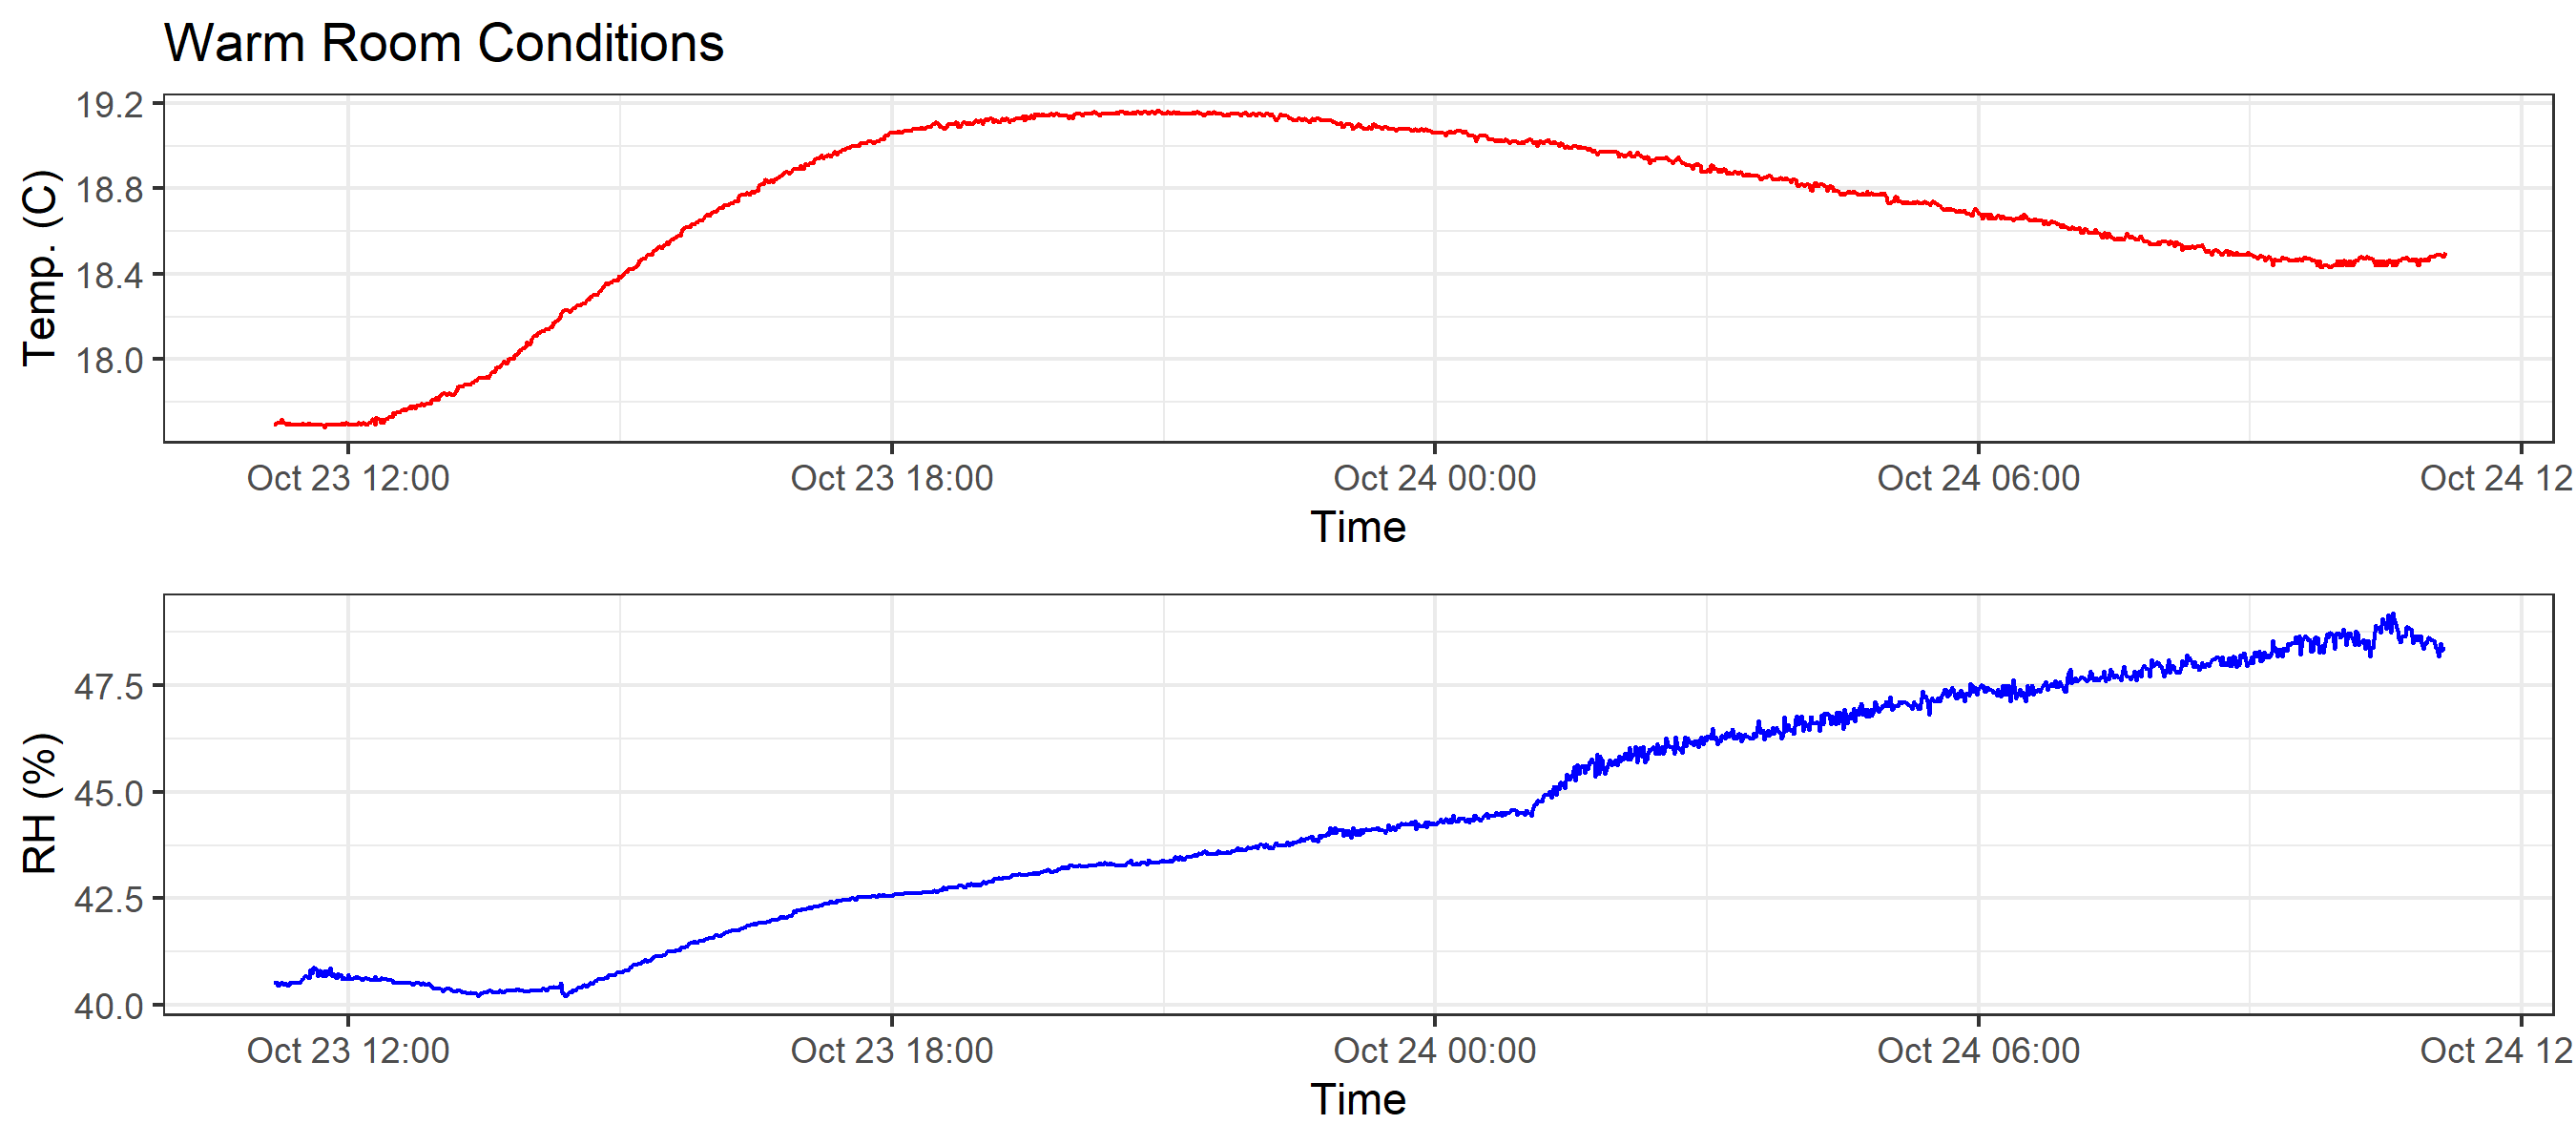 Warm Room Conditions
19.2
18.8
18.4
18.0
Temp. (C)
Oct 23 12:00 Oct 23 18:00 Oct 24 00:00 Oct 24 06:00 Oct 24 12
Time
47.5
45.0
42.5
40.0
RH (%)
Oct 23 12:00 Oct 23 18:00 Oct 24 00:00 Oct 24 06:00 Oct 24 12
Time